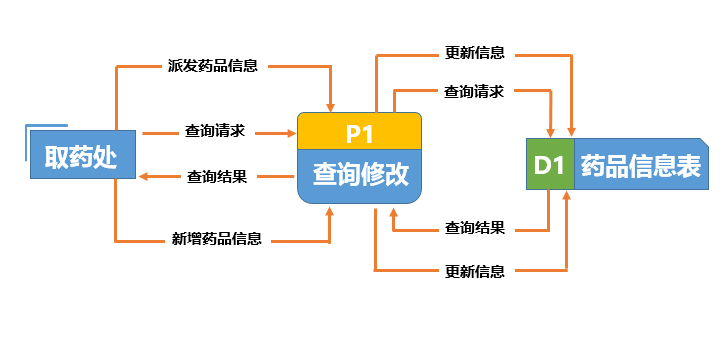 更新信息
派发药品信息
查询请求
查询请求
P1
取药处
查询修改
D1
药品信息表
查询结果
新增药品信息
查询结果
更新信息